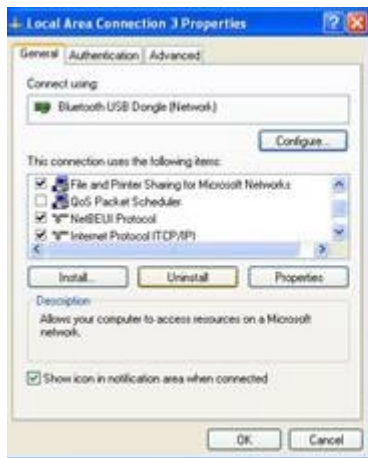 Local Area Connection 3 Properties
General Authentication Advanced
Connect using:
Bluetooth USB Dongle (Network)
Configure...
This connection uses the following items:
File and Printer Sharing for Microsoft Networks
QoS Packet Scheduler
NetBEUI Protocol
Internet Protocol (TCP/IP)
Install... Uninstall Properties
Description
Allows your computer to access resources on a Microsoft
network.
Show icon in notification area when connected
OK Cancel